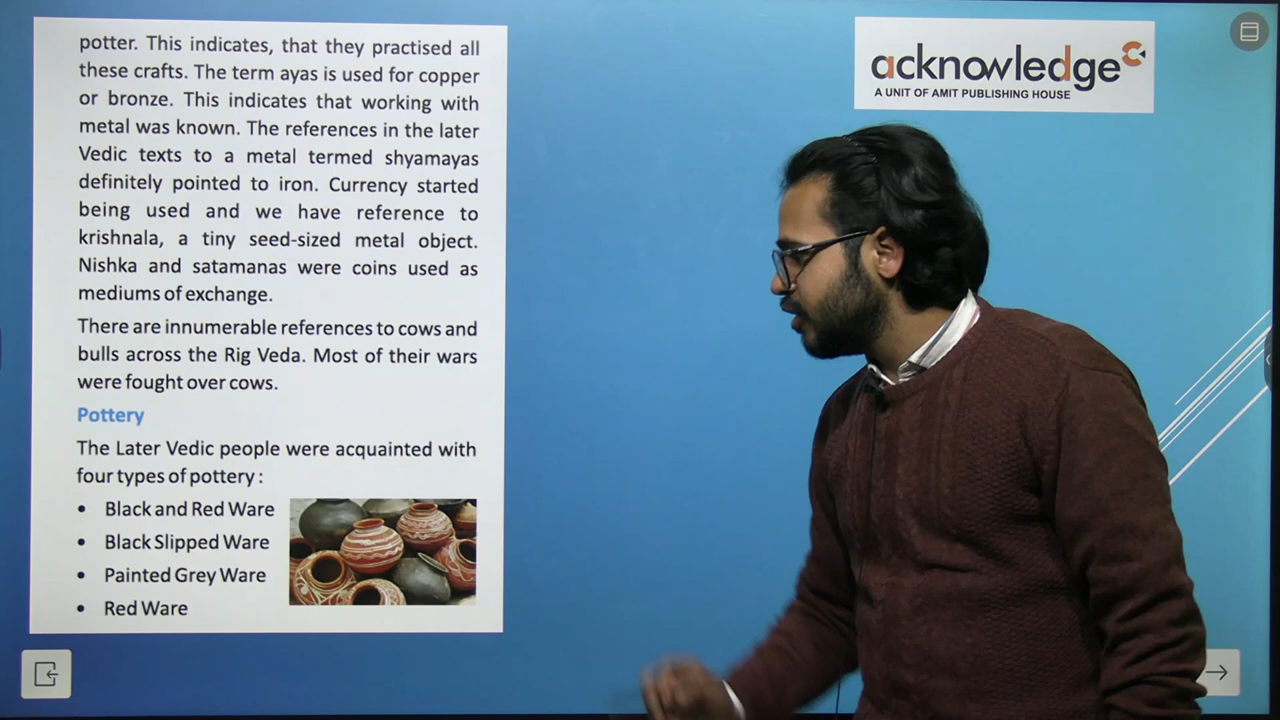 potter. This indicates, that they practised all
these crafts. The term ayas is used for copper
or bronze. This indicates that working with
metal was known. The references in the later
Vedic texts to a metal termed shyamayas
definitely pointed to iron. Currency started
being used and we have reference to
krishnala, a tiny seed-sized metal object.
Nishka and satamanas were coins used as
mediums of exchange.
There are innumerable references to cows and
bulls across the Rig Veda. Most of their wars
were fought over cows.
Pottery
The Later Vedic people were acquainted with
four types of pottery :
• Black and Red Ware
• Black Slipped Ware
• Painted Grey Ware
• Red Ware
acknowledge
A UNIT OF AMIT PUBLISHING HOUSE